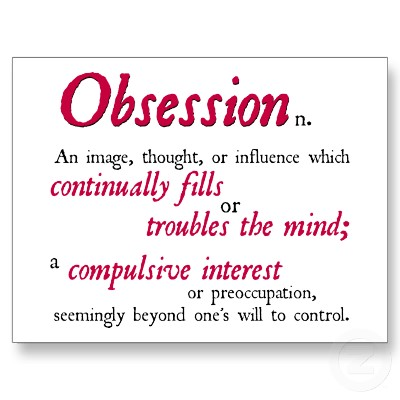 Obsession n.
An image, thought, or influence which
continually fills
or
troubles the mind;
a compulsive interest
or preoccupation,
seemingly beyond one's will to control.